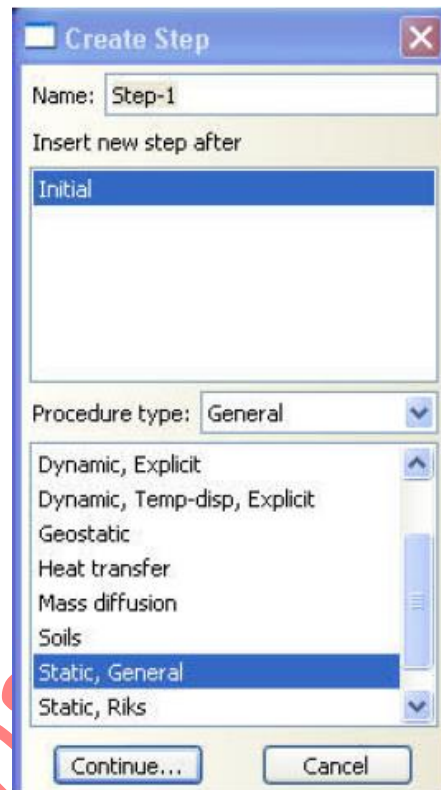 Create Step
Name: Step-1
Insert new step after
Initial
Procedure type: General
Dynamic, Explicit
Dynamic, Temp-disp, Explicit
Geostatic
Heat transfer
Mass diffusion
Soils
Static, General
Static, Riks
Continue... Cancel